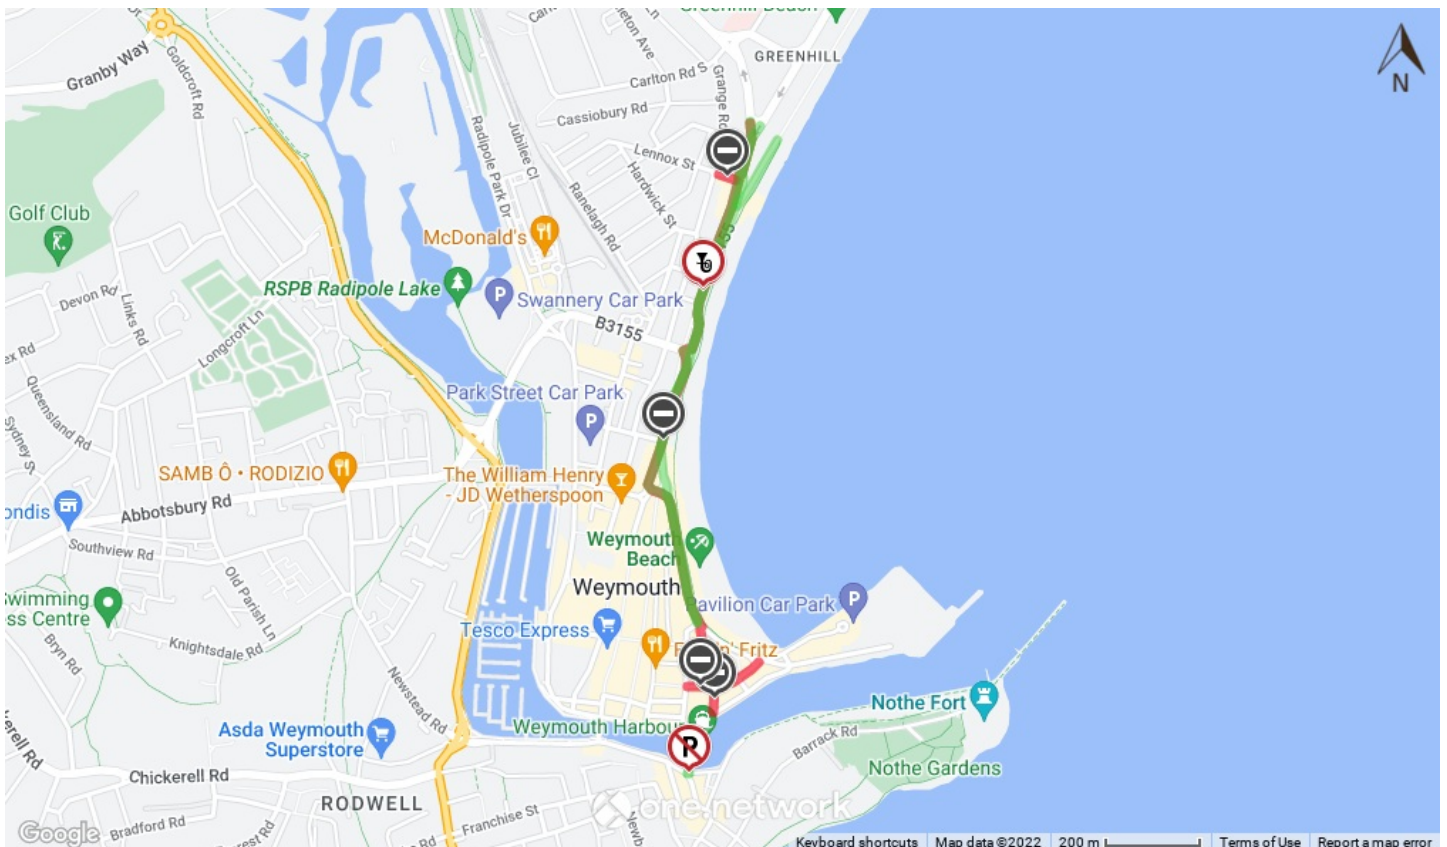 GREENHILL
N
Granby Way
Goldcroft Rd
Carlton Rd S
Grange Rd
Cassiobury Rd
Radipole Park Dr
Jubilee Cl
Lennox St
Hardwick St
Ranelagh Rd
Golf Club
McDonald's
RSPB Radipole Lake
Swannery Car Park
Devon Rd
Links Rd
Longcroft Ln
B3155
Park Street Car Park
Queensland Rd
Sydney St
SAMB Ô • RODIZIO
The William Henry
- JD Wetherspoon
Abbotsbury Rd
Southview Rd
Weymouth
Beach
Weymouth
Pavilion Car Park
Old Parish Ln
Knightsdale Rd
Bryn Rd
Tesco Express
Newstead Rd
Nothe Fort
Weymouth Harbour
Asda Weymouth
Superstore
Barrack Rd
Nothe Gardens
Chickerell Rd
RODWELL
Franchise St
Bradford Rd
one.network
Google
Keyboard shortcuts
Map data ©2022
200 m
Terms of Use
Report a map error